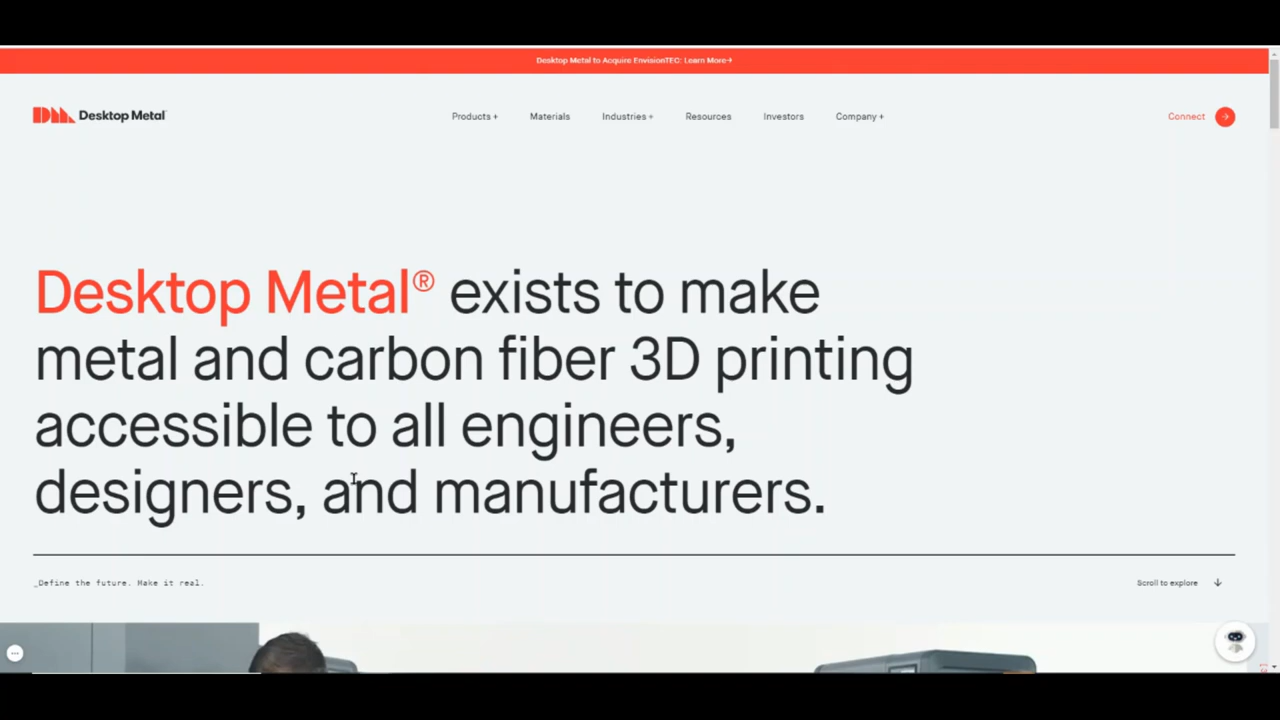 Desktop Metal to Acquire EnvisionTEC: Learn More→
Desktop Metal
Products + Materials Industries + Resources Investors Company + Connect →
Desktop Metal® exists to make
metal and carbon fiber 3D printing
accessible to all engineers,
designers, and manufacturers.
_Define the future. Make it real. Scroll to explore ↓